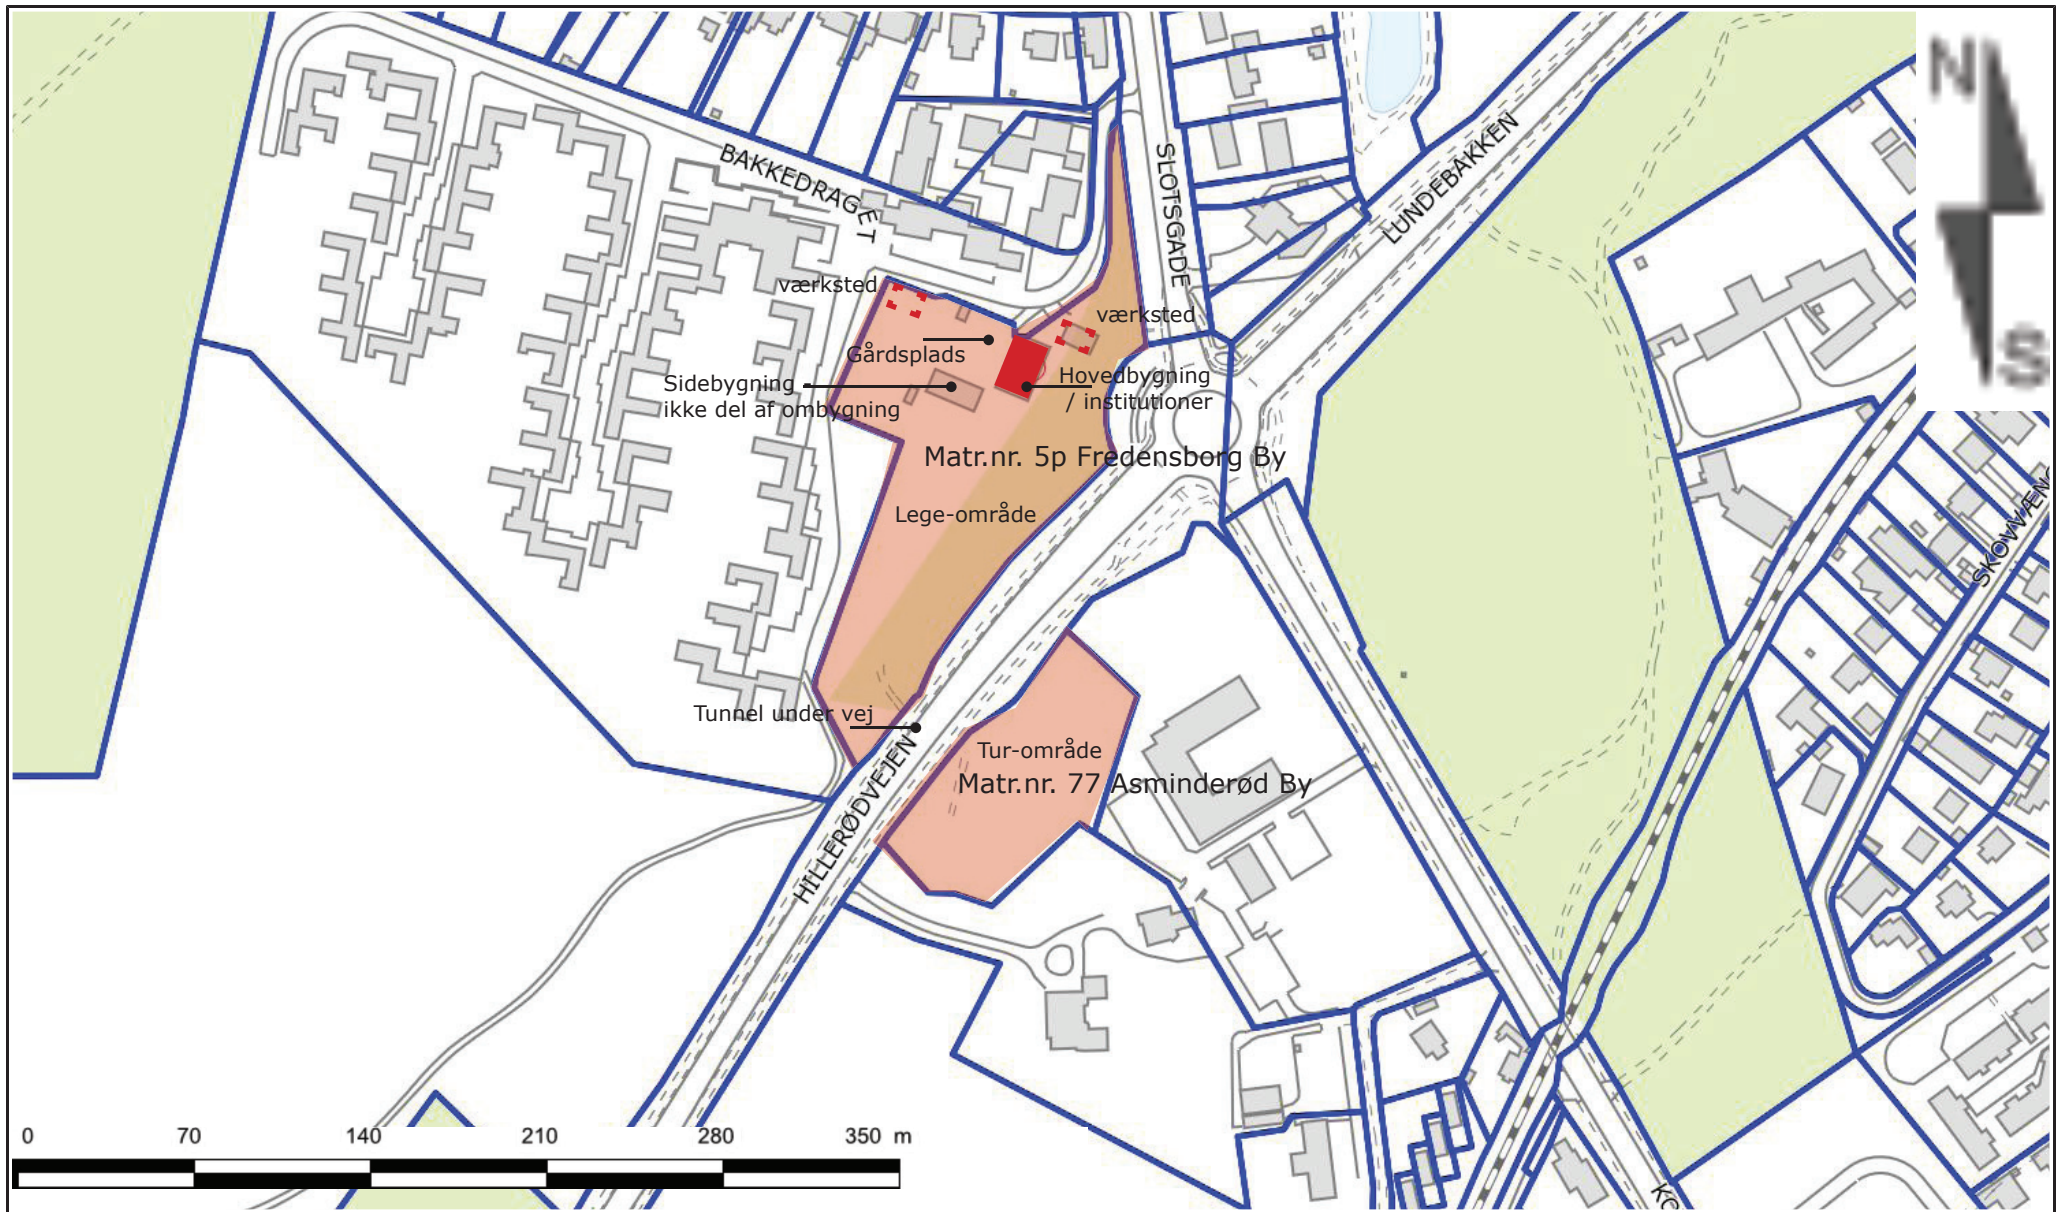 N
S
BAKKEDRAGET
SLOTSGADE
LUNDEBAKKEN
værksted
værksted
Gårdsplads
Sidebygning
ikke del af ombygning
Hovedbygning
/ institutioner
Matr.nr. 5p Fredensborg By
Lege-område
SKOVVÆNG
Tunnel under vej
HILLERØDVEJEN
Tur-område
Matr.nr. 77 Asminderød By
0 70 140 210 280 350 m